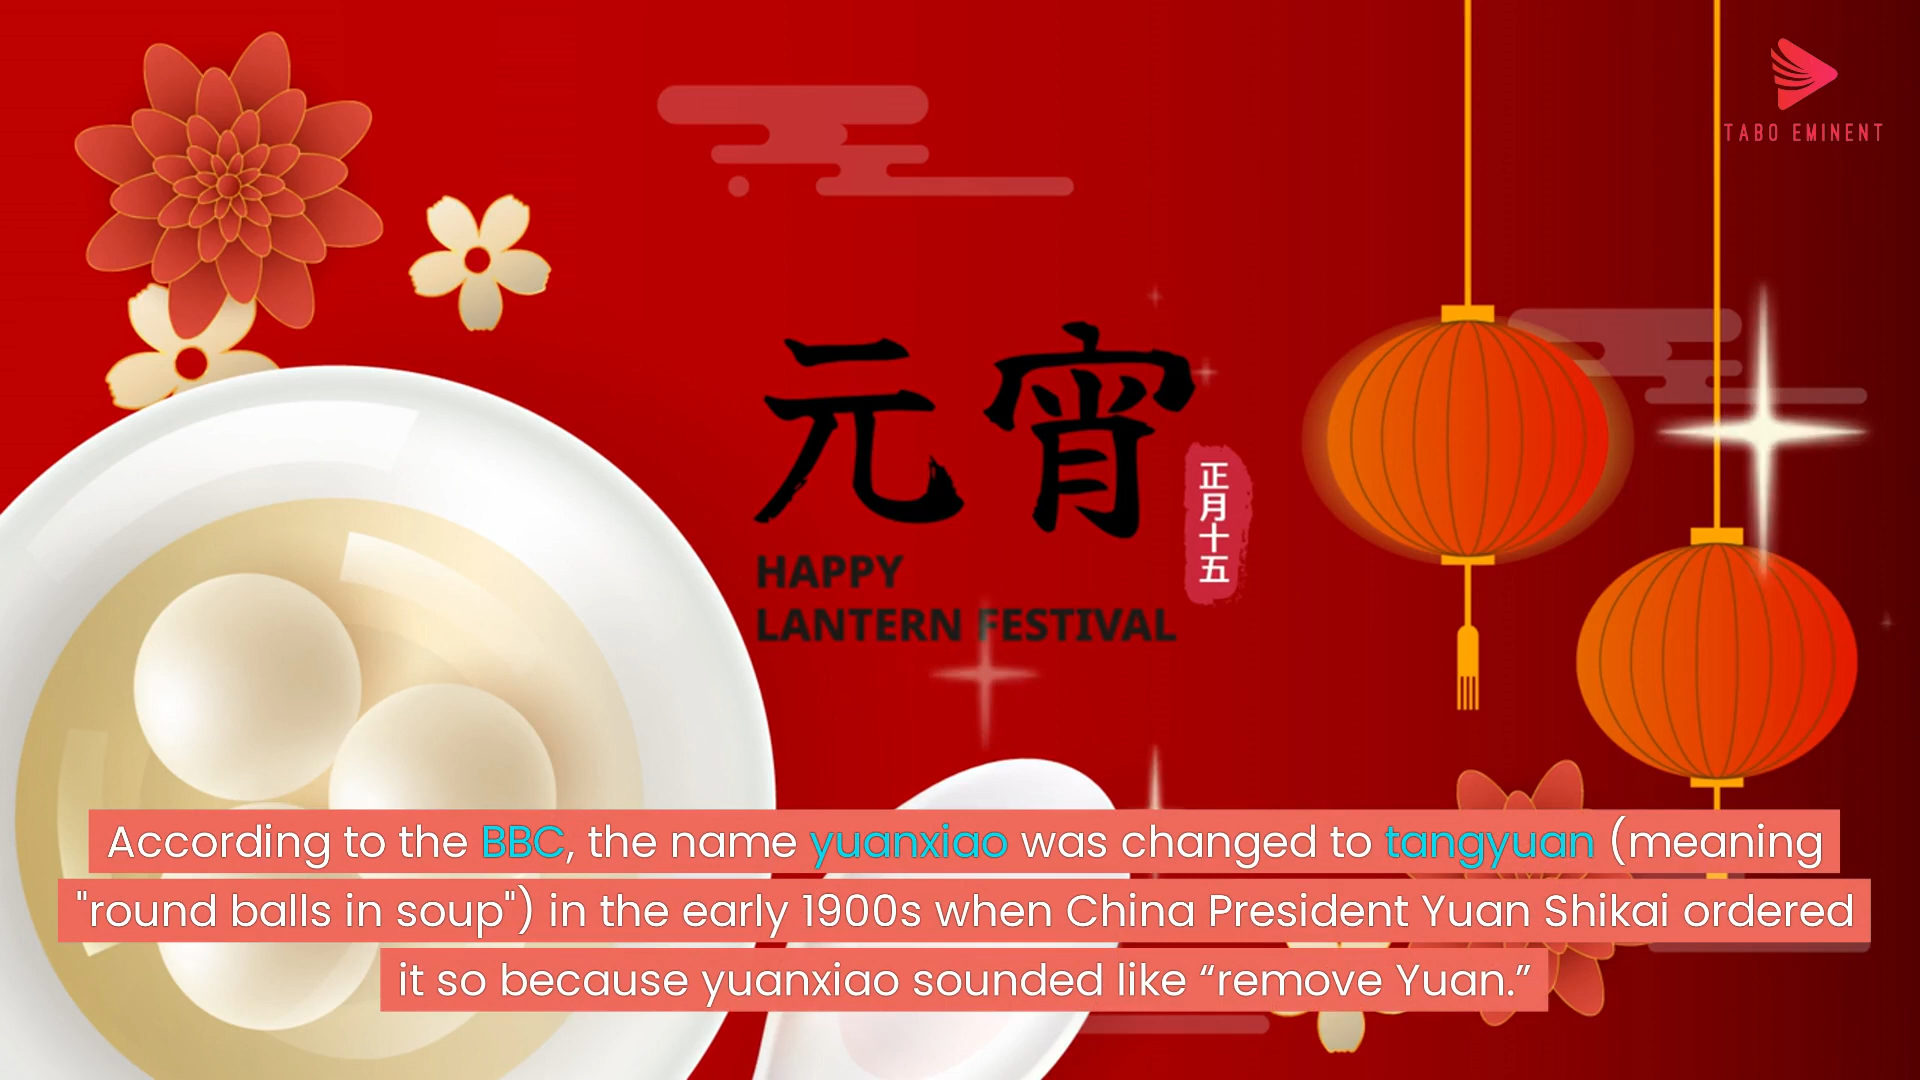 TABO EMINENT
元宵
正月十五
HAPPY
LANTERN FESTIVAL
According to the BBC, the name yuanxiao was changed to tangyuan (meaning
"round balls in soup") in the early 1900s when China President Yuan Shikai ordered
it so because yuanxiao sounded like “remove Yuan.”